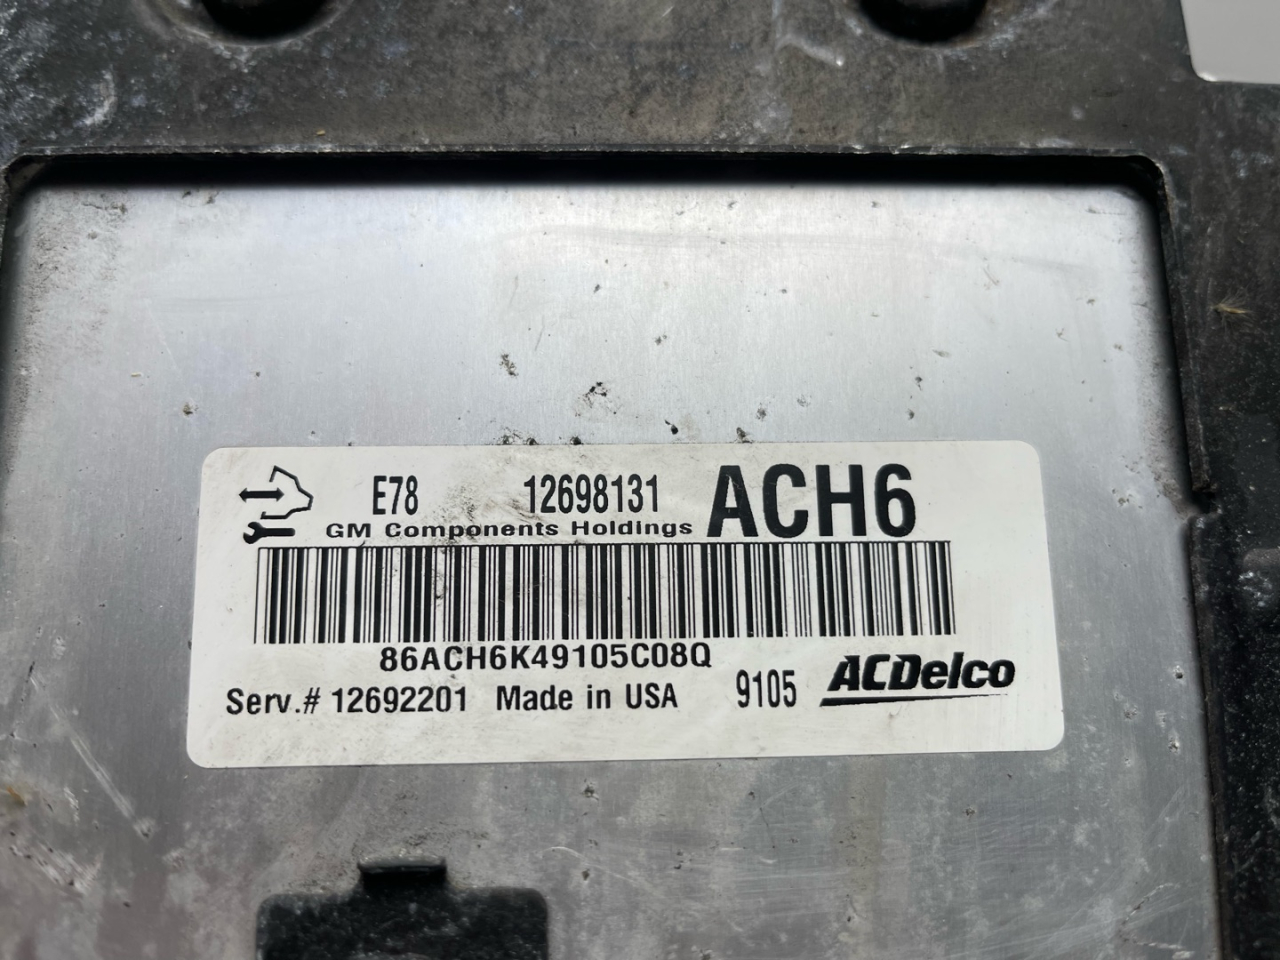 E78 12698131 ACH6
GM Components Holdings
86ACH6K49105C08Q
Serv.# 12692201 Made in USA 9105 ACDelco